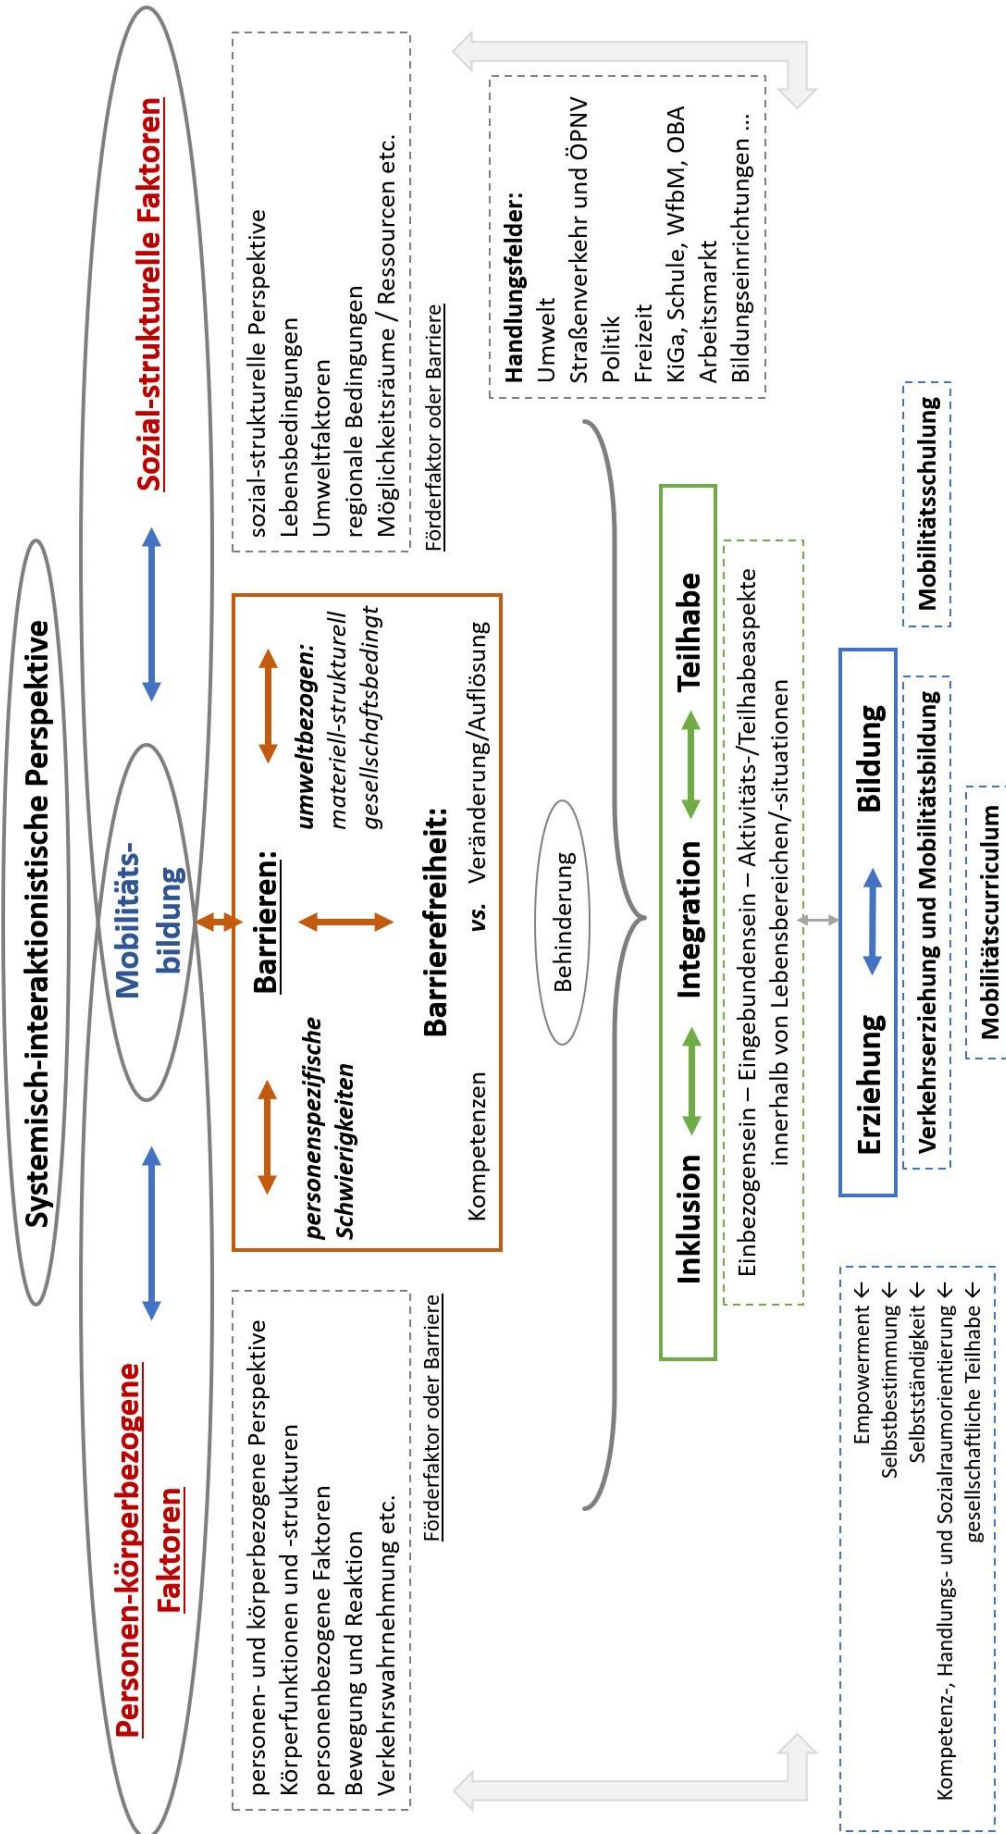 Systemisch-interaktionistische Perspektive
Personen-körperbezogene
Faktoren
Mobilitäts-
bildung
Sozial-strukturelle Faktoren
personen- und körperbezogene Perspektive
Körperfunktionen und -strukturen
personenbezogene Faktoren
Bewegung und Reaktion
Verkehrswahrnehmung etc.
Förderfaktor oder Barriere
Barrieren:
personenspezifische
Schwierigkeiten
umweltbezogen:
materiell-strukturell
gesellschaftsbedingt
Barrierefreiheit:
Kompetenzen
vs.
Veränderung/Auflösung
sozial-strukturelle Perspektive
Lebensbedingungen
Umweltfaktoren
regionale Bedingungen
Möglichkeitsräume / Ressourcen etc.
Förderfaktor oder Barriere
Behinderung
Handlungsfelder:
Umwelt
Straßenverkehr und ÖPNV
Politik
Freizeit
KiGa, Schule, WfbM, OBA
Arbeitsmarkt
Bildungseinrichtungen ...
Inklusion
Integration
Teilhabe
Einbezogensein – Eingebundensein – Aktivitäts-/Teilhabeaspekte
innerhalb von Lebensbereichen/-situationen
Empowerment ←
Selbstbestimmung ←
Selbstständigkeit ←
Kompetenz-, Handlungs- und Sozialraumorientierung ←
gesellschaftliche Teilhabe ←
Erziehung
Bildung
Verkehrserziehung und Mobilitätsbildung
Mobilitätsschulung
Mobilitätscurriculum